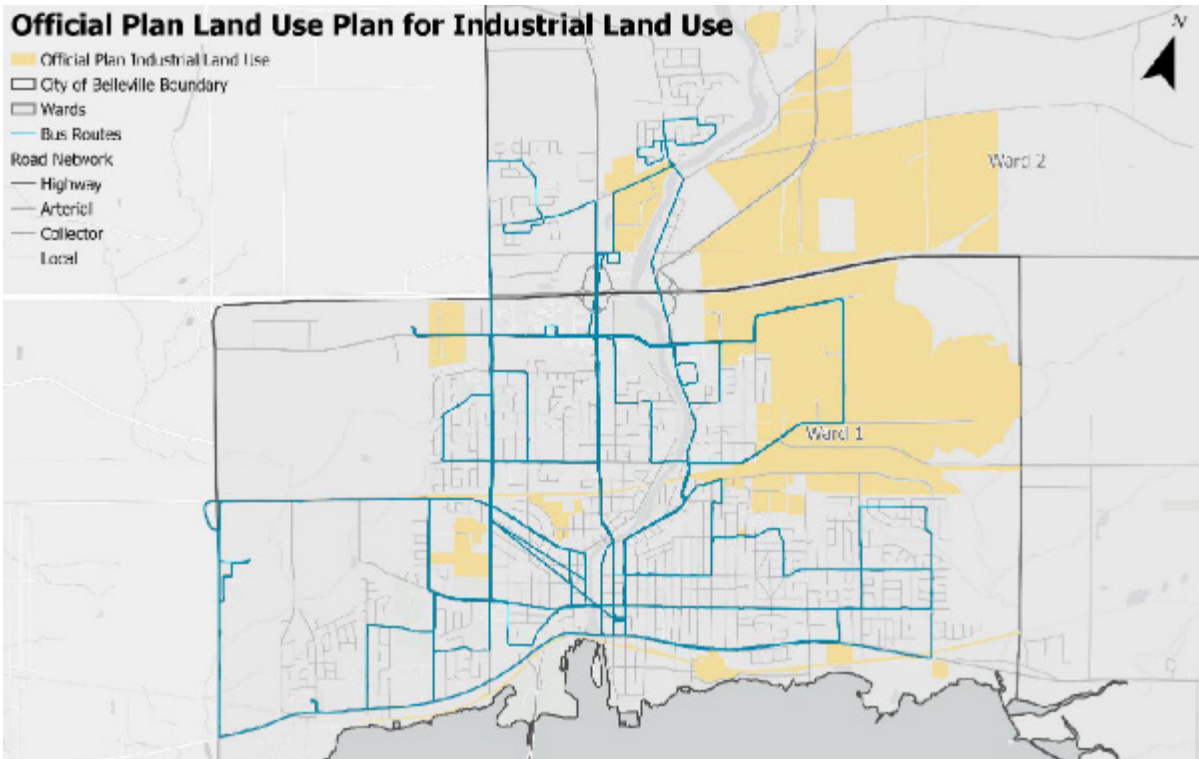 Official Plan Land Use Plan for Industrial Land Use
Official Plan Industrial Land Use
City of Belleville Boundary
Wards
Bus Routes
Road Network
Highway
Arterial
Collector
Local
N
Ward 2
Ward 1